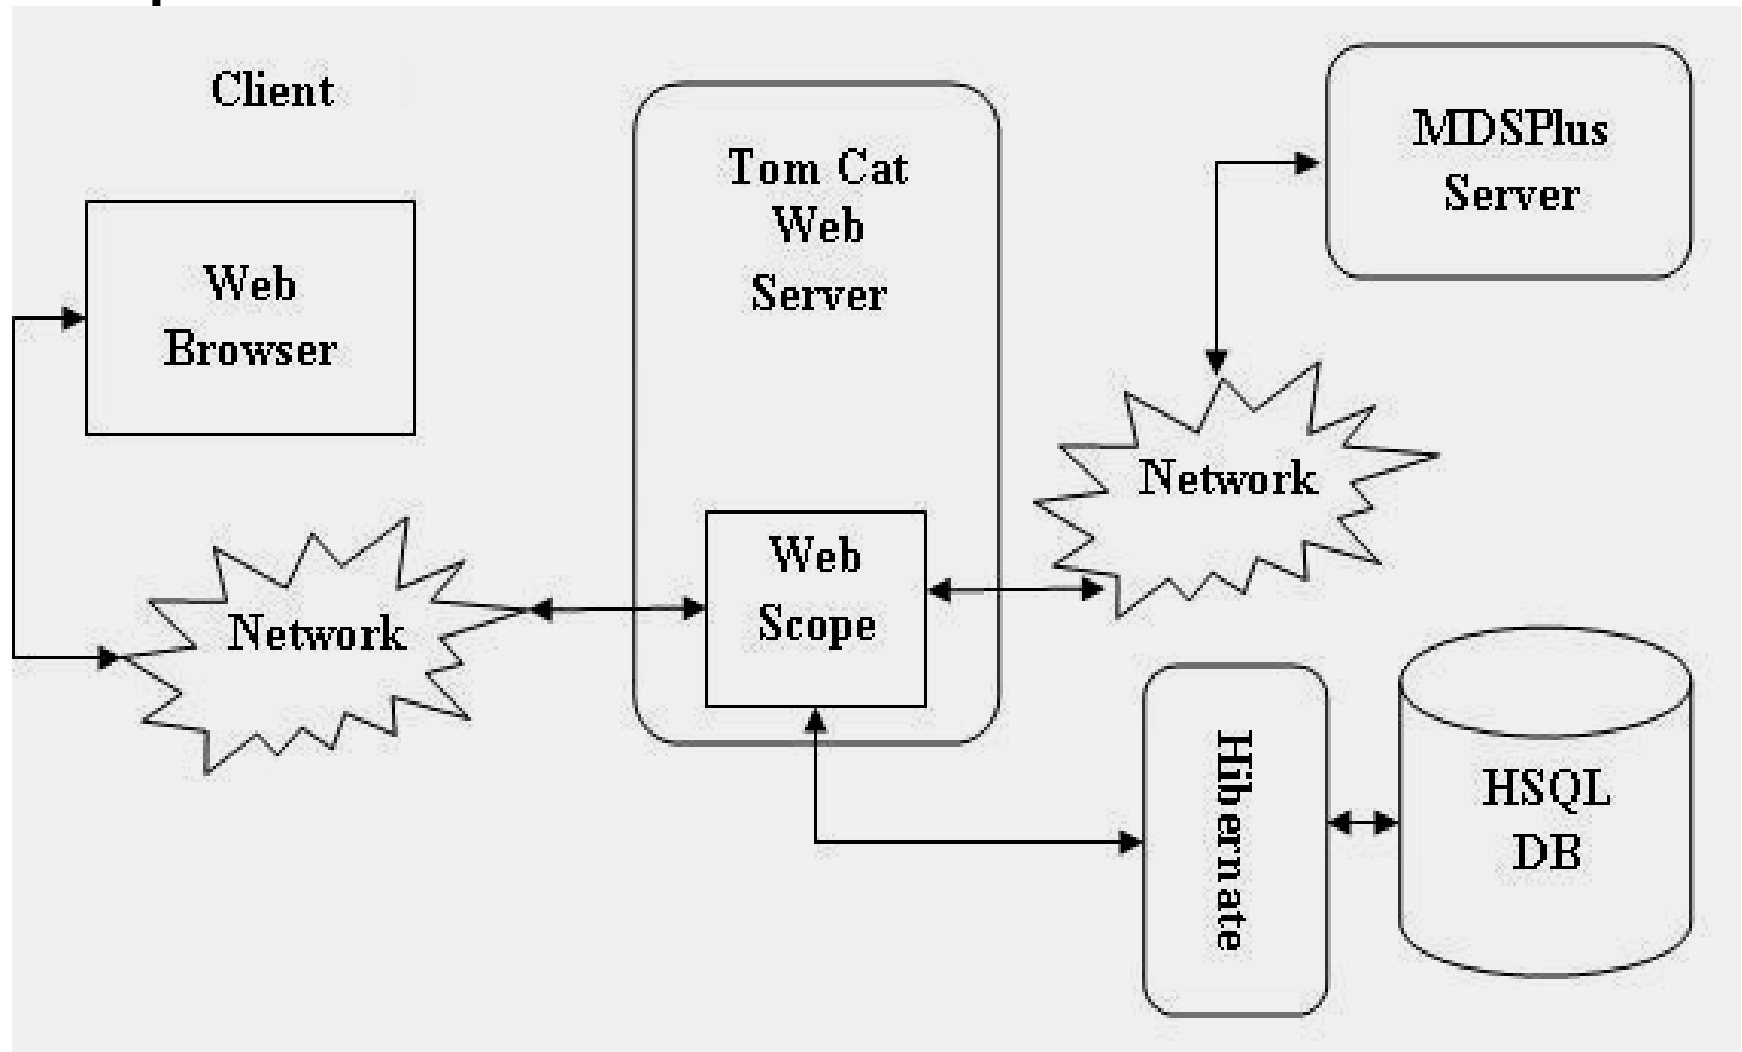 Client
Web
Browser
Network
Tom Cat
Web
Server
Web
Scope
MDSPlus
Server
Network
Hibernate
HSQL
DB